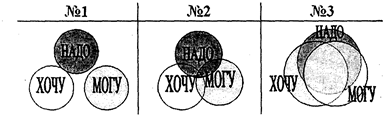 №1 №2 №3
НАДО НАДО НАДО
ХОЧУ МОГУ ХОЧУ МОГУ ХОЧУ МОГУ